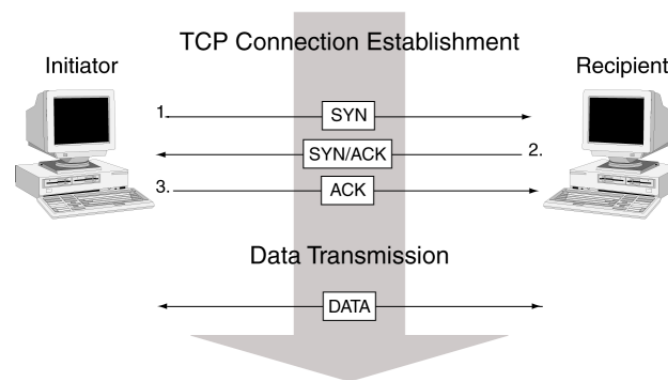 TCP Connection Establishment
Initiator
Recipient
1.
SYN
SYN/ACK
2.
3.
ACK
Data Transmission
DATA